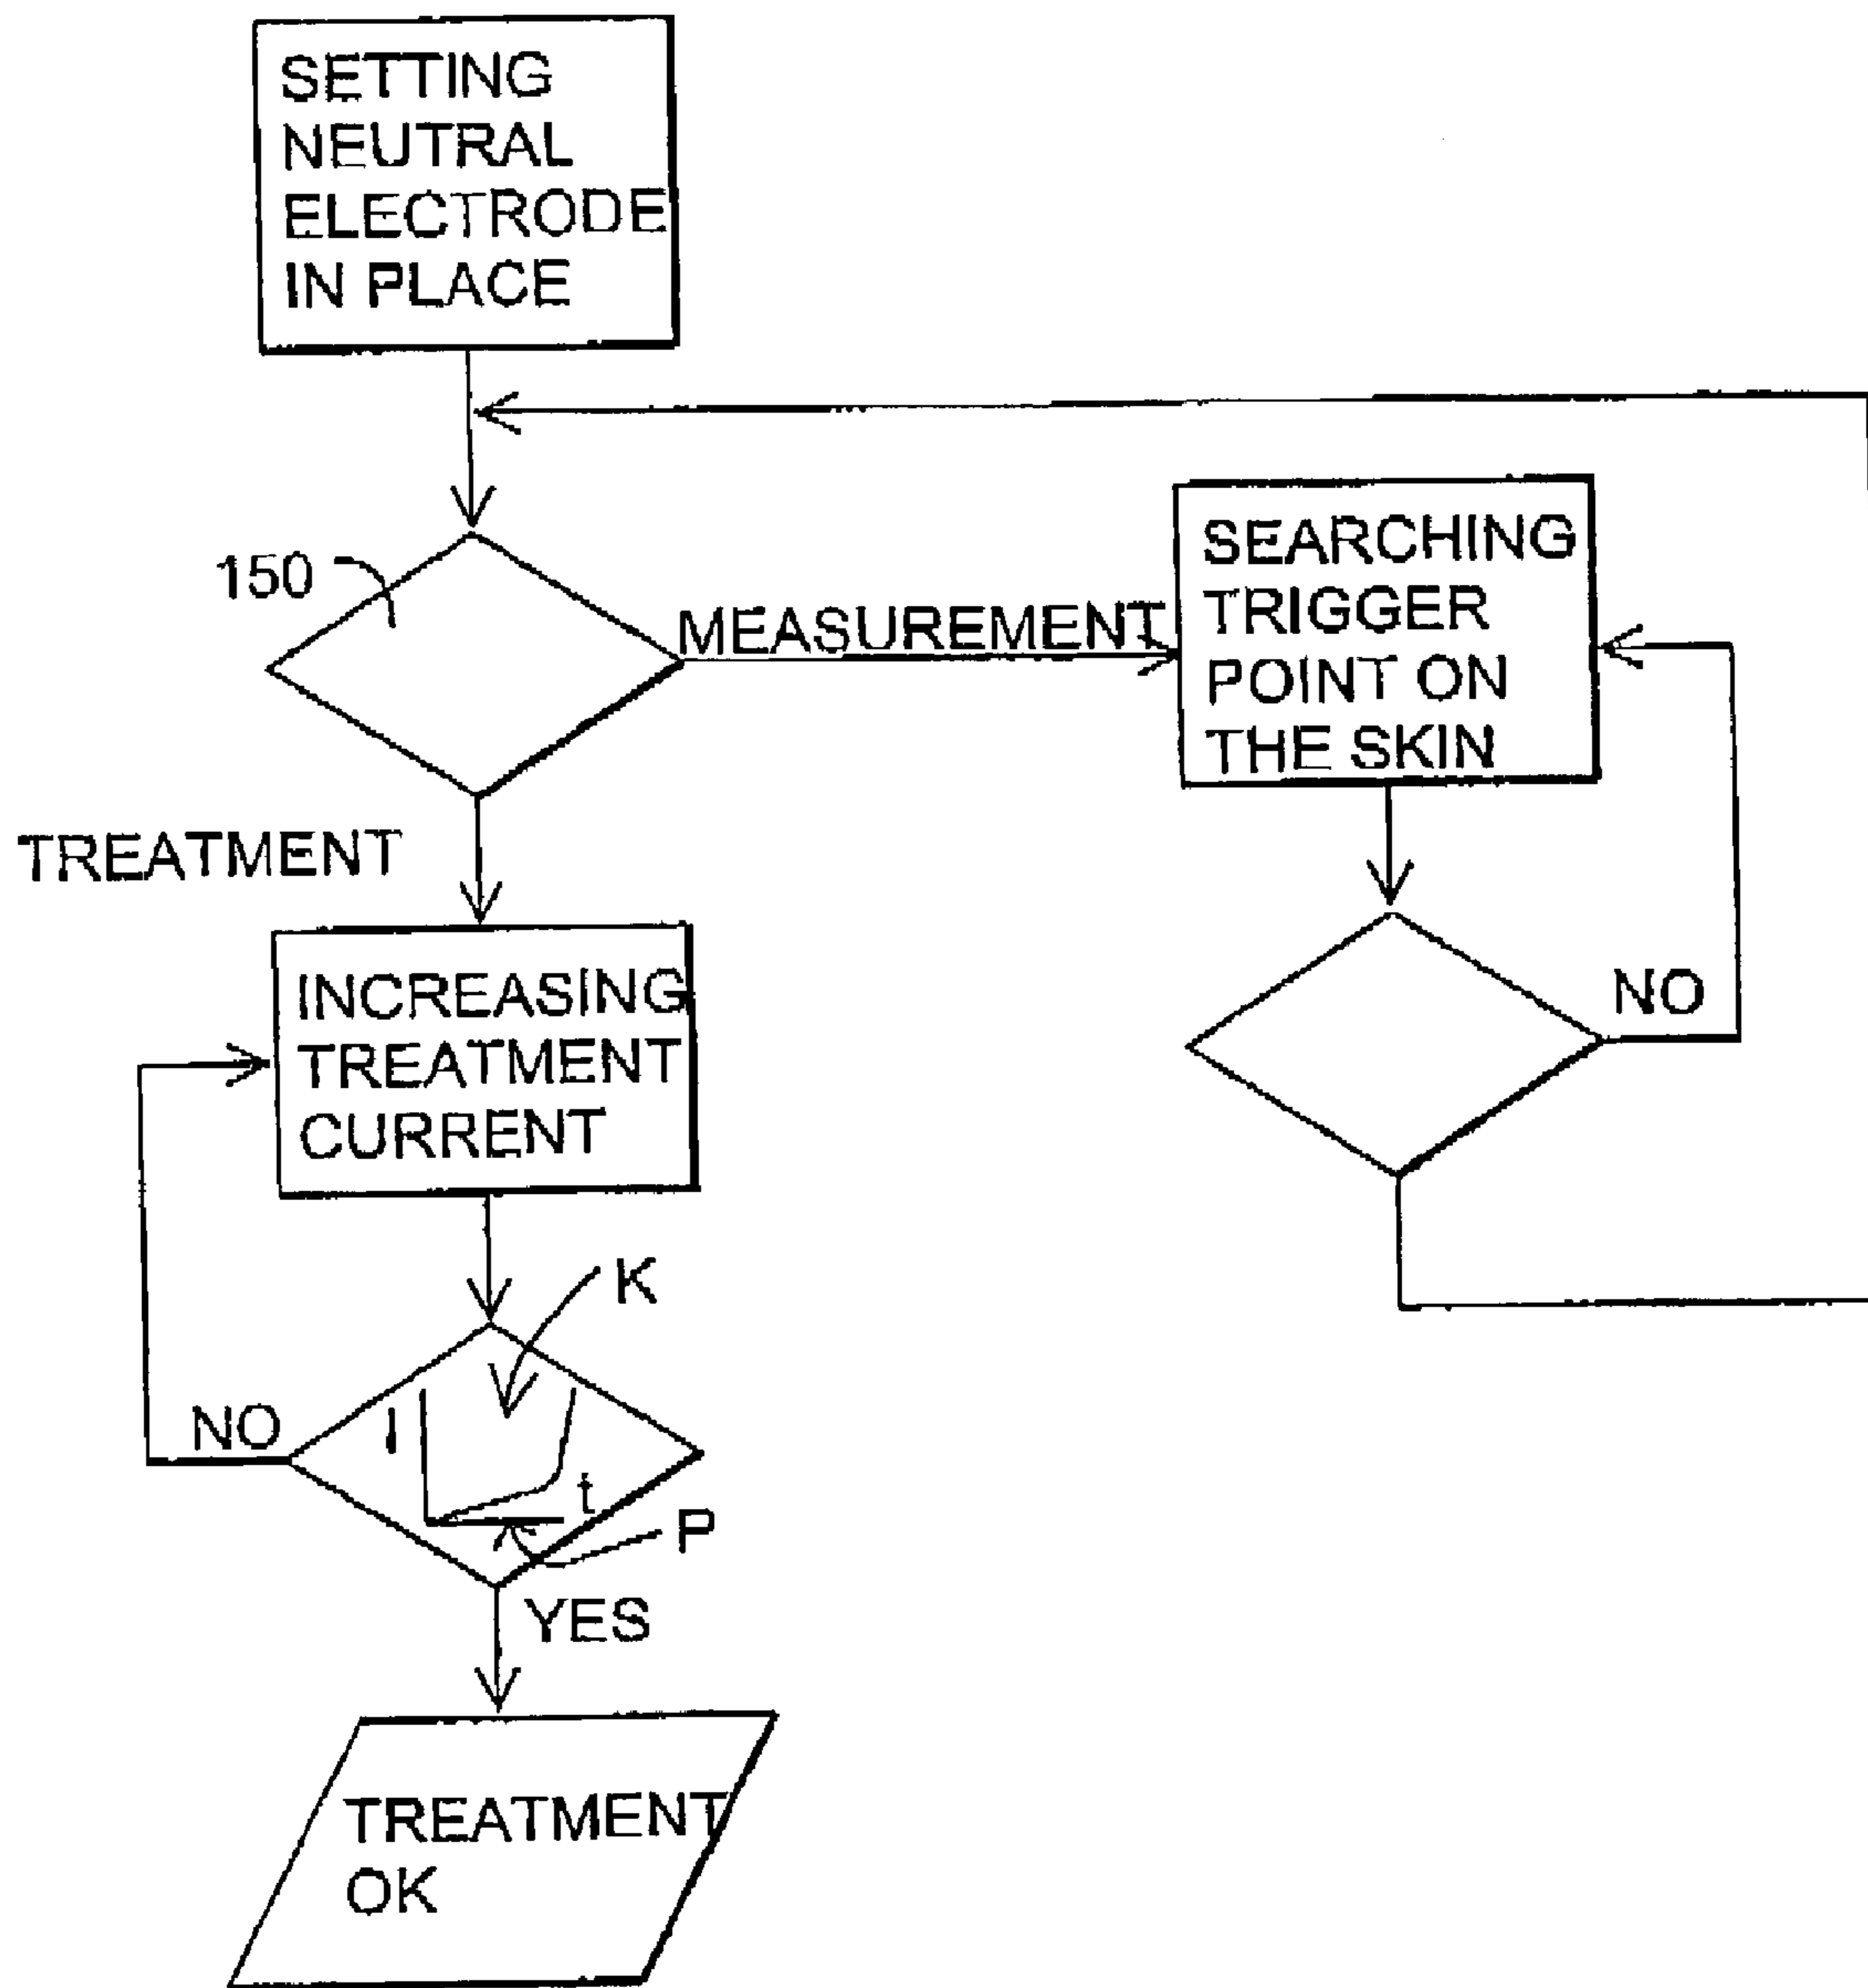 SETTING
NEUTRAL
ELECTRODE
IN PLACE
150
MEASUREMENT
SEARCHING
TRIGGER
POINT ON
THE SKIN
TREATMENT
NO
INCREASING
TREATMENT
CURRENT
K
NO
I
t
P
YES
TREATMENT
OK